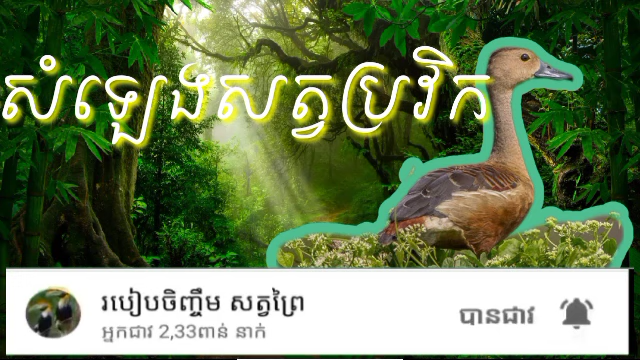 សំឡេងសត្វប្រវិក
របៀបចិញ្ចឹម សត្វព្រៃ
បានជាវ
អ្នកជាវ 2,33ពាន់ នាក់